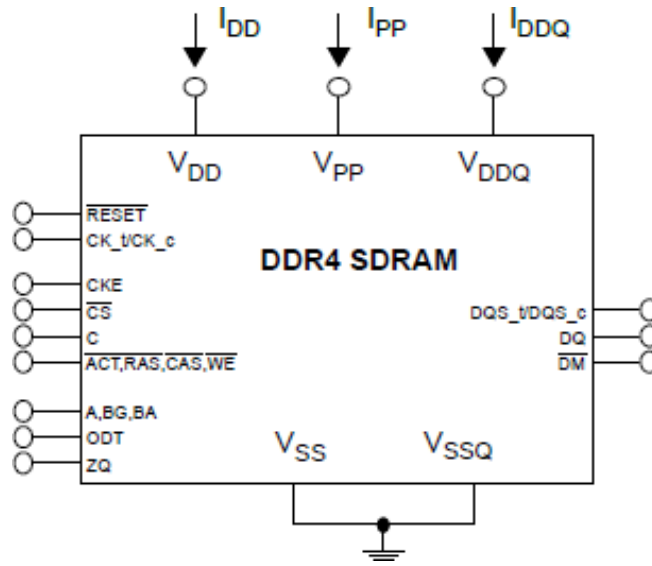 IDD IPP IDDQ
VDD VPP VDDQ
RESET
CK_t/CK_c
DDR4 SDRAM
CKE
CS
DQS_t/DQS_c
C
DQ
ACT,RAS,CAS,WE
DM
A,BG,BA
ODT
VSS VSSQ
ZQ